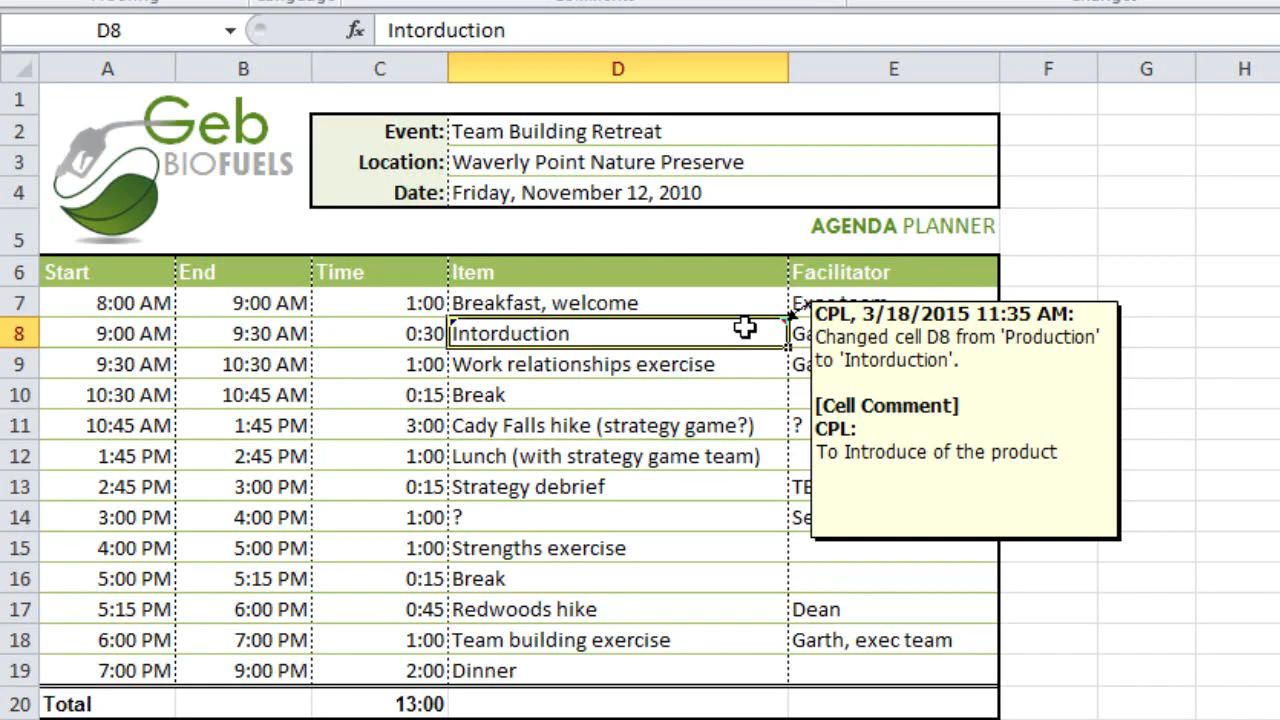 D8 fx Intorduction
A B C D E F G H
1
Geb
BIOFUELS
2 Event: Team Building Retreat
3 Location: Waverly Point Nature Preserve
4 Date: Friday, November 12, 2010
5 AGENDA PLANNER
6 Start End Time Item Facilitator
7 8:00 AM 9:00 AM 1:00 Breakfast, welcome
8 9:00 AM 9:30 AM 0:30 Intorduction
9 9:30 AM 10:30 AM 1:00 Work relationships exercise
10 10:30 AM 10:45 AM 0:15 Break
11 10:45 AM 1:45 PM 3:00 Cady Falls hike (strategy game?) ?
12 1:45 PM 2:45 PM 1:00 Lunch (with strategy game team)
13 2:45 PM 3:00 PM 0:15 Strategy debrief
14 3:00 PM 4:00 PM 1:00 ?
15 4:00 PM 5:00 PM 1:00 Strengths exercise
16 5:00 PM 5:15 PM 0:15 Break
17 5:15 PM 6:00 PM 0:45 Redwoods hike Dean
18 6:00 PM 7:00 PM 1:00 Team building exercise Garth, exec team
19 7:00 PM 9:00 PM 2:00 Dinner
20 Total 13:00
CPL, 3/18/2015 11:35 AM:
Changed cell D8 from 'Production'
to 'Intorduction'.
[Cell Comment]
CPL:
To Introduce of the product